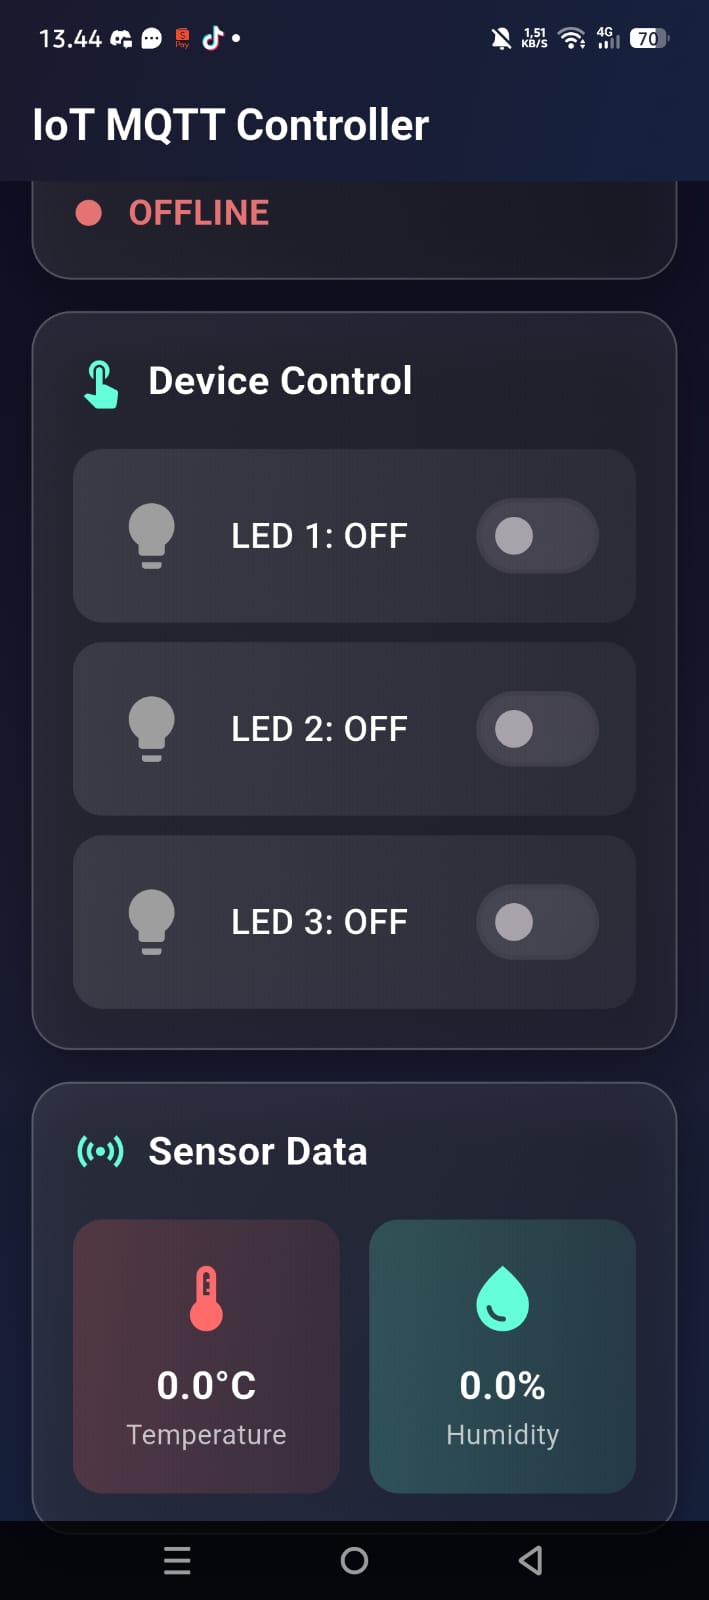 13.44
S
Pay
1,51
KB/S
4G
70
IoT MQTT Controller
OFFLINE
Device Control
LED 1: OFF
LED 2: OFF
LED 3: OFF
Sensor Data
0.0°C
0.0%
Temperature
Humidity